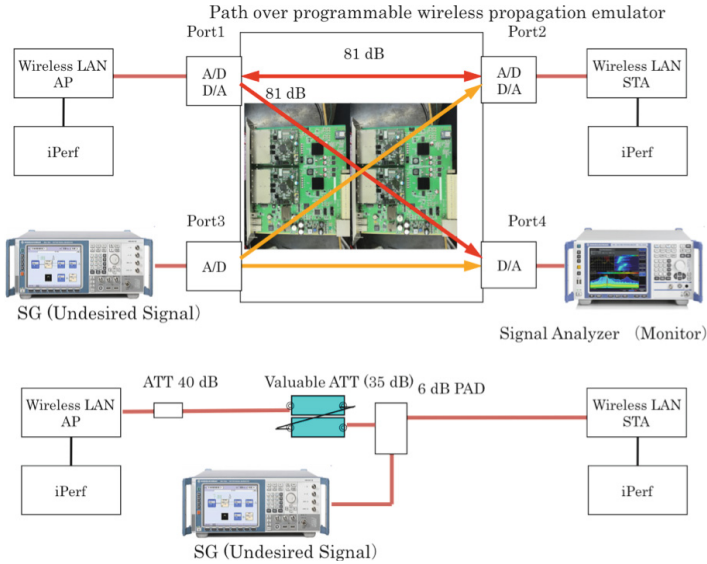 Path over programmable wireless propagation emulator
Port1
Port2
81 dB
Wireless LAN
AP
A/D
D/A
A/D
D/A
Wireless LAN
STA
81 dB
iPerf
iPerf
Port3
Port4
A/D
D/A
SG (Undesired Signal)
Signal Analyzer (Monitor)
ATT 40 dB
Valuable ATT (35 dB)
6 dB PAD
Wireless LAN
AP
Wireless LAN
STA
iPerf
iPerf
SG (Undesired Signal)